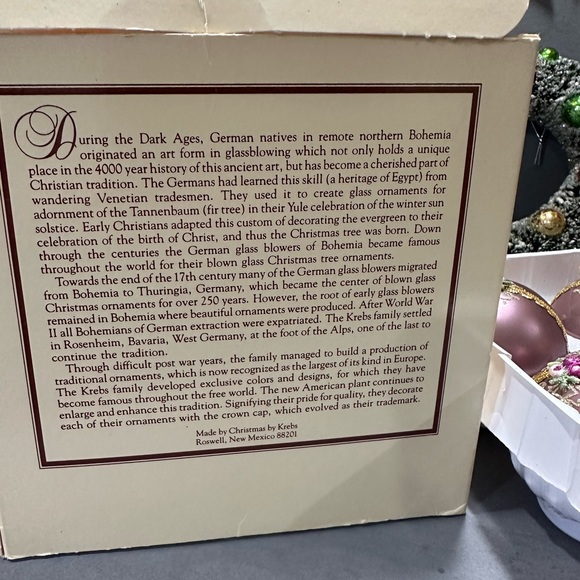 During the Dark Ages, German natives in remote northern Bohemia
originated an art form in glassblowing which not only holds a unique
place in the 4000 year history of this ancient art, but has become a cherished part of
Christian tradition. The Germans had learned this skill (a heritage of Egypt) from
wandering Venetian tradesmen. They used it to create glass ornaments for
adornment of the Tannenbaum (fir tree) in their Yule celebration of the winter sun
solstice. Early Christians adapted this custom of decorating the evergreen to their
celebration of the birth of Christ, and thus the Christmas tree was born. Down
through the centuries the German glass blowers of Bohemia became famous
throughout the world for their blown glass Christmas tree ornaments.
Towards the end of the 17th century many of the German glass blowers migrated
from Bohemia to Thuringia, Germany, which became the center of blown glass
Christmas ornaments for over 250 years. However, the root of early glass blowers
remained in Bohemia where beautiful ornaments were produced. After World War
II all Bohemians of German extraction were expatriated. The Krebs family settled
in Rosenheim, Bavaria, West Germany, at the foot of the Alps, one of the last to
continue the tradition.
Through difficult post war years, the family managed to build a production of
traditional ornaments, which is now recognized as the largest of its kind in Europe.
The Krebs family developed exclusive colors and designs, for which they have
become famous throughout the free world. The new American plant continues to
enlarge and enhance this tradition. Signifying their pride for quality, they decorate
each of their ornaments with the crown cap, which evolved as their trademark.
Made by Christmas by Krebs
Roswell, New Mexico 88201